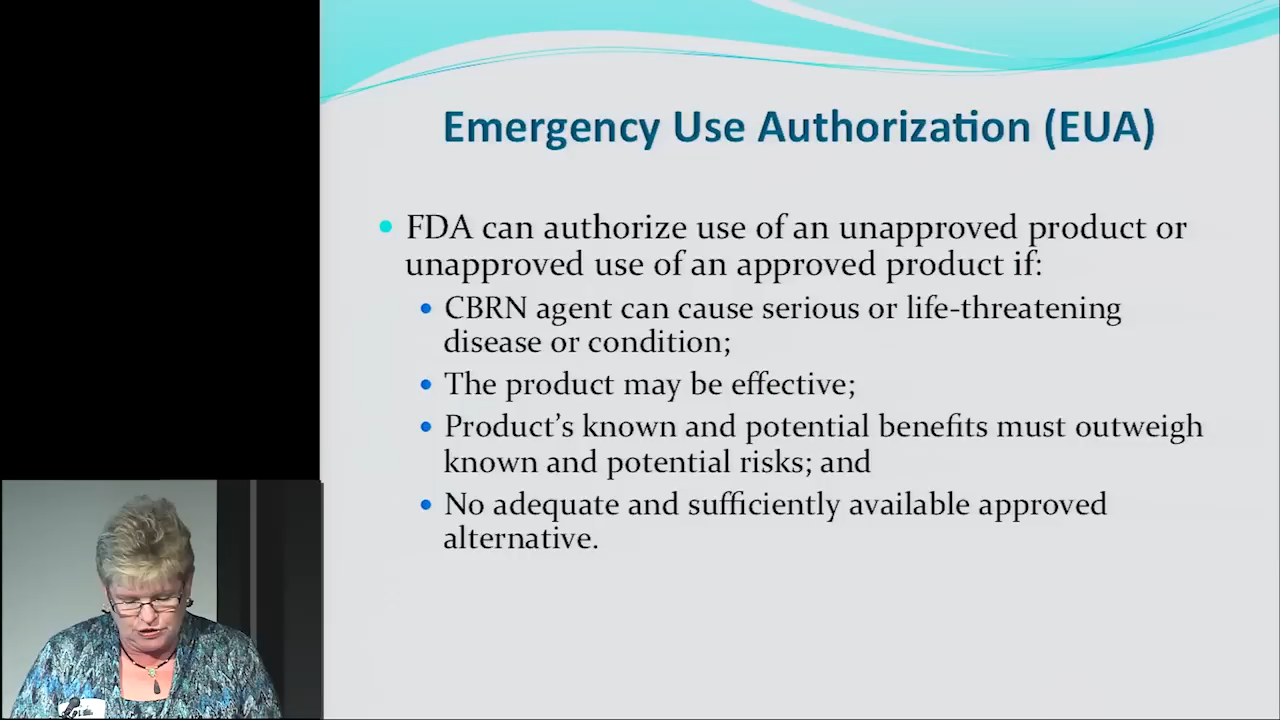 Emergency Use Authorization (EUA)
FDA can authorize use of an unapproved product or
unapproved use of an approved product if:
CBRN agent can cause serious or life-threatening
disease or condition;
The product may be effective;
Product's known and potential benefits must outweigh
known and potential risks; and
No adequate and sufficiently available approved
alternative.